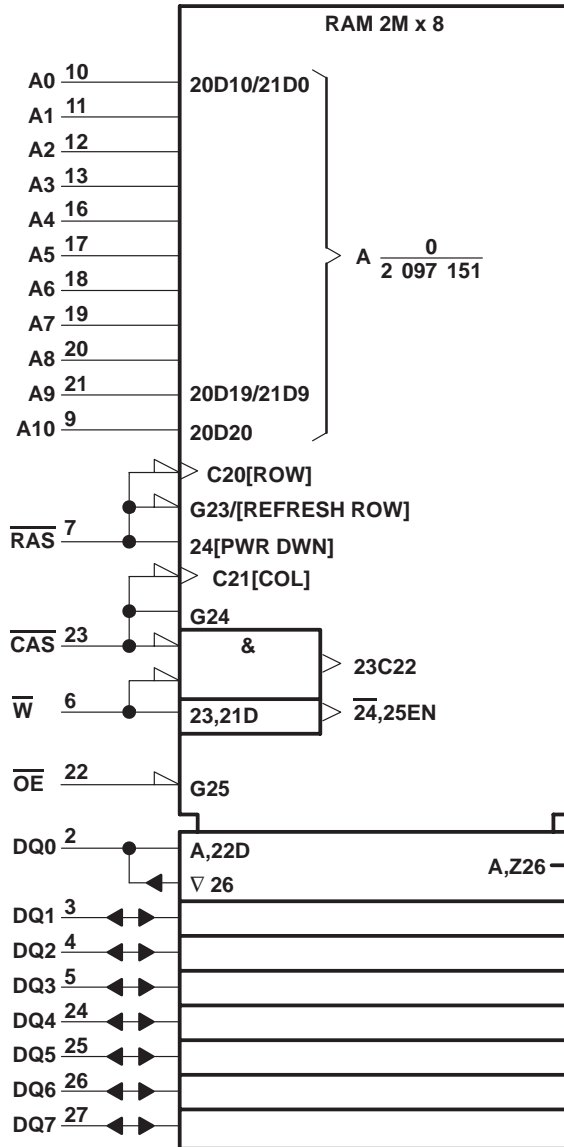 RAM 2M x 8
A0 10 20D10/21D0
A1 11
A2 12
A3 13
A4 16
A5 17
A 0
2 097 151
A6 18
A7 19
A8 20
A9 21 20D19/21D9
A10 9 20D20
C20[ROW]
G23/[REFRESH ROW]
RAS 7 24[PWR DWN]
C21[COL]
G24
CAS 23 &
23C22
W 6 23,21D 24,25EN
OE 22 G25
DQ0 2 A,22D
A,Z26
∇ 26
DQ1 3
DQ2 4
DQ3 5
DQ4 24
DQ5 25
DQ6 26
DQ7 27